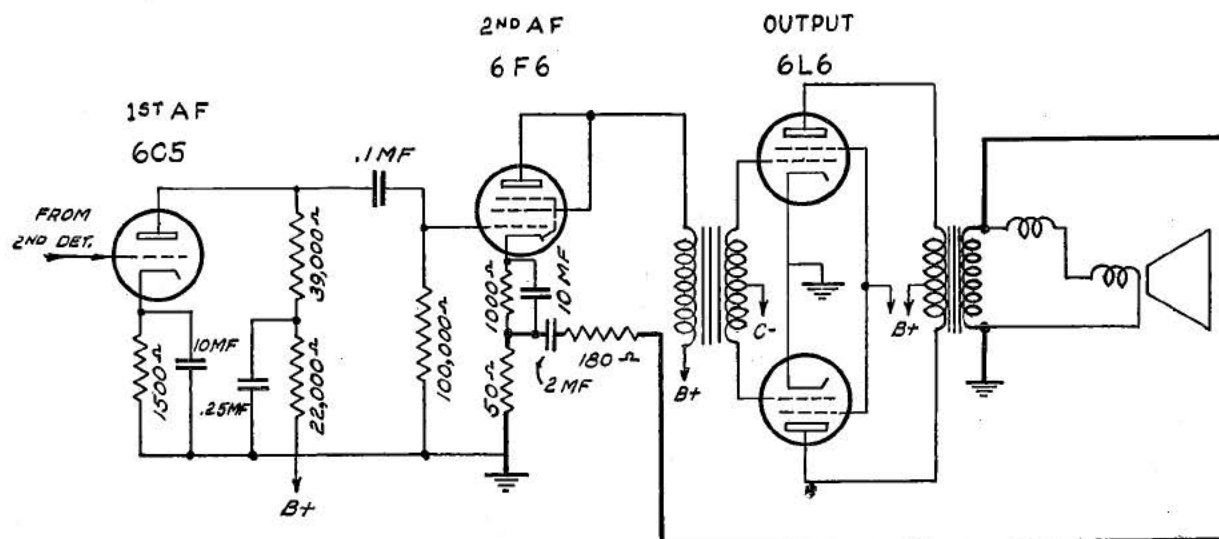 1ST AF
6C5
FROM
2ND DET.
1500Ω
10MF
.25MF
39,000Ω
22,000Ω
B+
.1MF
100,000Ω
2ND AF
6F6
1000Ω
10MF
50Ω
2MF
180Ω
B+
OUTPUT
6L6
C-
B+